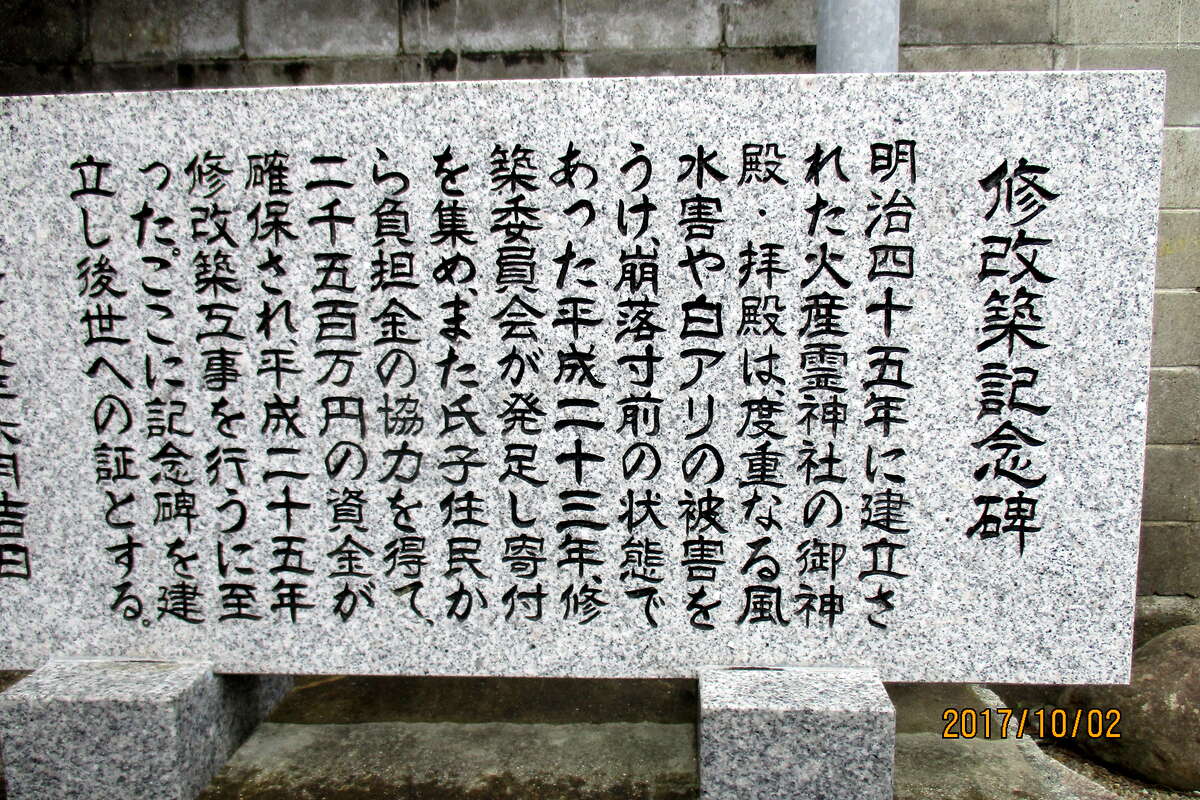 修改築記念碑
明治四十五年に建立さ
れた火産霊神社の御神
殿・拝殿は、度重なる風
水害や白アリの被害を
うけ、崩落寸前の状態で
あった平成二十三年、修
築委員会が発足し寄付
を集め、また氏子住民か
ら負担金の協力を得て、
二千五百万円の資金が
確保され、平成二十五年
修改築工事を行うに至
った。ここに記念碑を建
立し後世への証とする。
吉日
2017/10/02